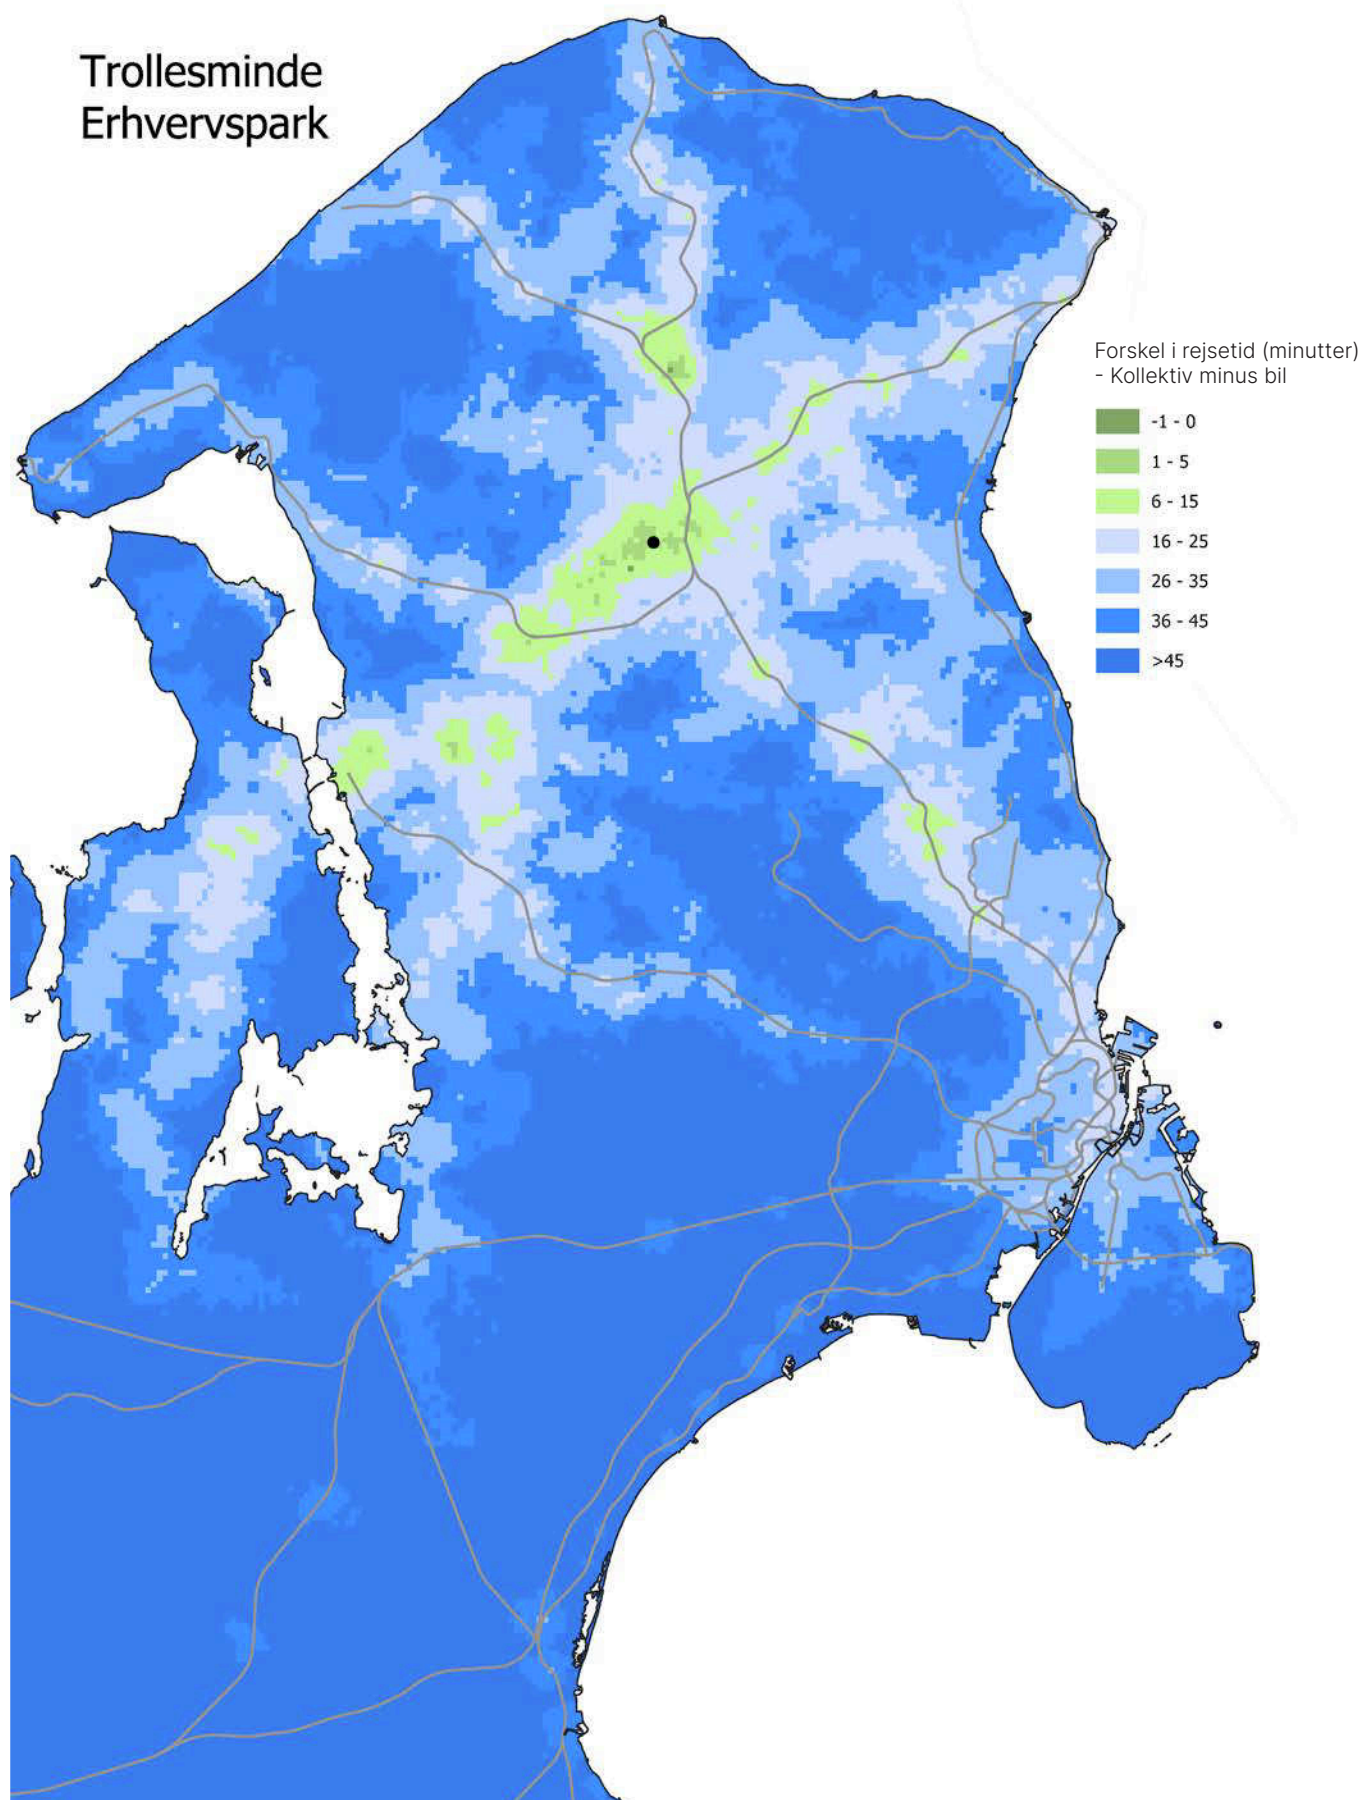 Trollesminde
Erhvervspark
Forskel i rejsetid (minutter)
- Kollektiv minus bil
-1 - 0
1 - 5
6 - 15
16 - 25
26 - 35
36 - 45
>45